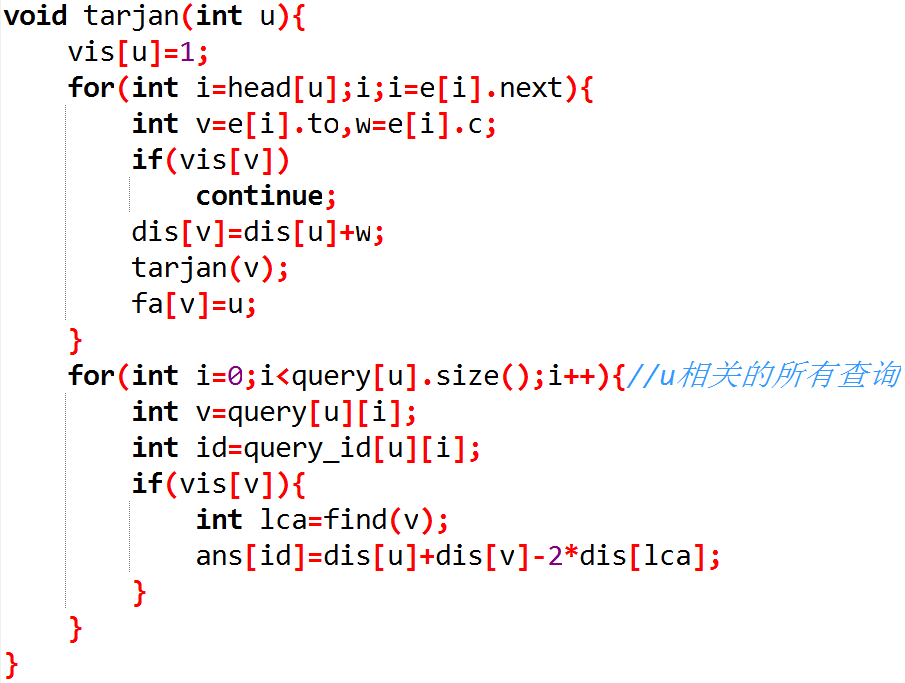 void tarjan(int u){
    vis[u]=1;
    for(int i=head[u];i;i=e[i].next){
        int v=e[i].to,w=e[i].c;
        if(vis[v])
            continue;
        dis[v]=dis[u]+w;
        tarjan(v);
        fa[v]=u;
    }
    for(int i=0;i<query[u].size();i++){//u相关的所有查询
        int v=query[u][i];
        int id=query_id[u][i];
        if(vis[v]){
            int lca=find(v);
            ans[id]=dis[u]+dis[v]-2*dis[lca];
        }
    }
}